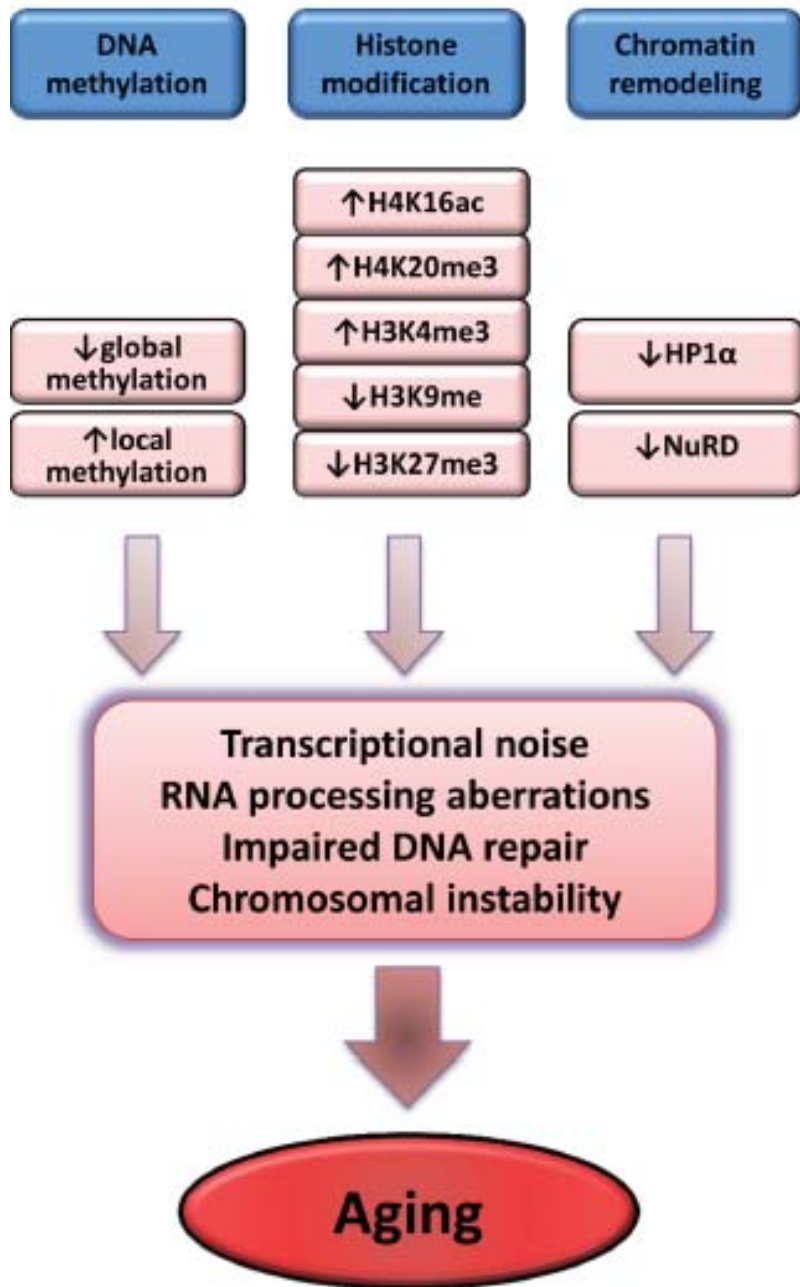 DNA
methylation
Histone
modification
Chromatin
remodeling
↑H4K16ac
↑H4K20me3
↑H3K4me3
↓H3K9me
↓H3K27me3
↓global
methylation
↑local
methylation
↓HP1α
↓NuRD
Transcriptional noise
RNA processing aberrations
Impaired DNA repair
Chromosomal instability
Aging